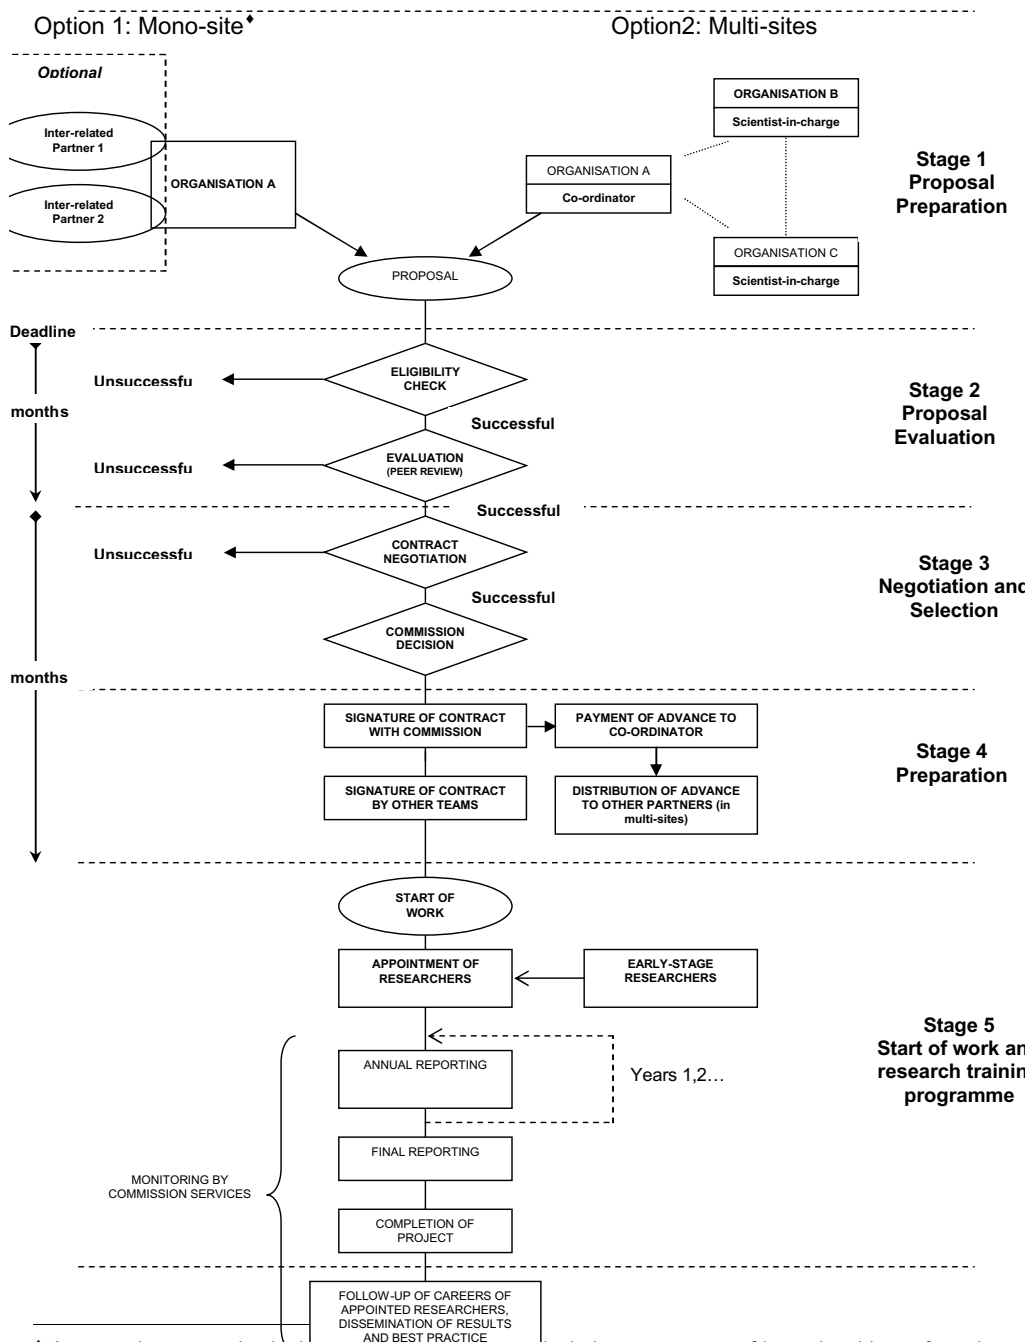 Option 1: Mono-site♦
Option2: Multi-sites
Optional
Inter-related
Partner 1
Inter-related
Partner 2
ORGANISATION A
ORGANISATION A
Co-ordinator
ORGANISATION B
Scientist-in-charge
ORGANISATION C
Scientist-in-charge
Stage 1
Proposal
Preparation
PROPOSAL
Deadline
months
ELIGIBILITY
CHECK
Unsuccessfu
Successful
EVALUATION
(PEER REVIEW)
Unsuccessfu
Successful
Stage 2
Proposal
Evaluation
CONTRACT
NEGOTIATION
Unsuccessfu
Successful
COMMISSION
DECISION
Stage 3
Negotiation and
Selection
months
SIGNATURE OF CONTRACT
WITH COMMISSION
PAYMENT OF ADVANCE TO
CO-ORDINATOR
SIGNATURE OF CONTRACT
BY OTHER TEAMS
DISTRIBUTION OF ADVANCE
TO OTHER PARTNERS (in
multi-sites)
Stage 4
Preparation
START OF
WORK
APPOINTMENT OF
RESEARCHERS
EARLY-STAGE
RESEARCHERS
ANNUAL REPORTING
Years 1,2…
FINAL REPORTING
MONITORING BY
COMMISSION SERVICES
COMPLETION OF
PROJECT
Stage 5
Start of work an
research trainin
programme
FOLLOW-UP OF CAREERS OF
APPOINTED RESEARCHERS,
DISSEMINATION OF RESULTS
AND BEST PRACTICE